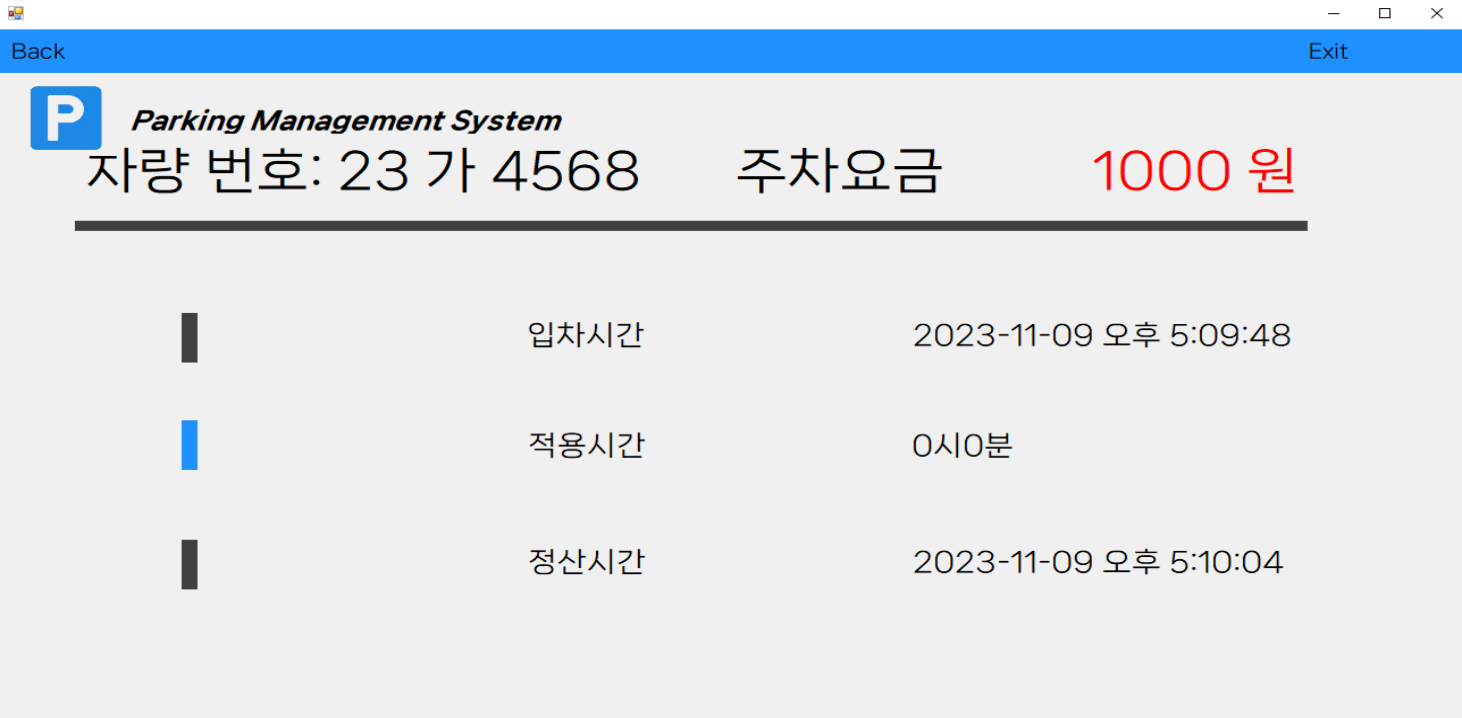 Back Exit
P
Parking Management System
차량 번호: 23 가 4568 주차요금 1000 원
입차시간 2023-11-09 오후 5:09:48
적용시간 0시0분
정산시간 2023-11-09 오후 5:10:04